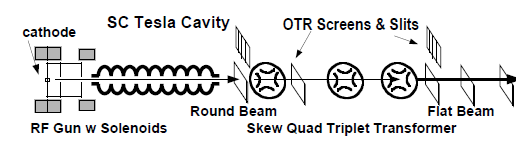 cathode
SC Tesla Cavity
OTR Screens & Slits
Round Beam
Flat Beam
RF Gun w Solenoids
Skew Quad Triplet Transformer